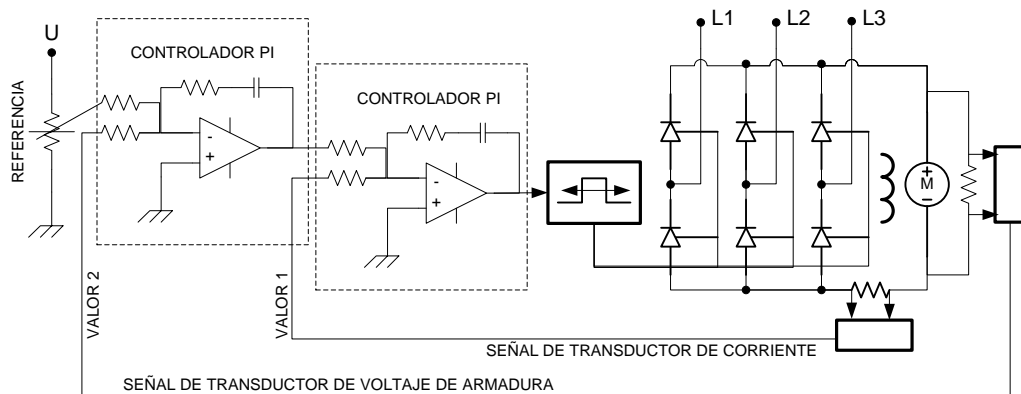 L1
L2
L3
U
CONTROLADOR PI
CONTROLADOR PI
REFERENCIA
-
+
-
+
+
M
-
VALOR 2
VALOR 1
SEÑAL DE TRANSDUCTOR DE CORRIENTE
SEÑAL DE TRANSDUCTOR DE VOLTAJE DE ARMADURA